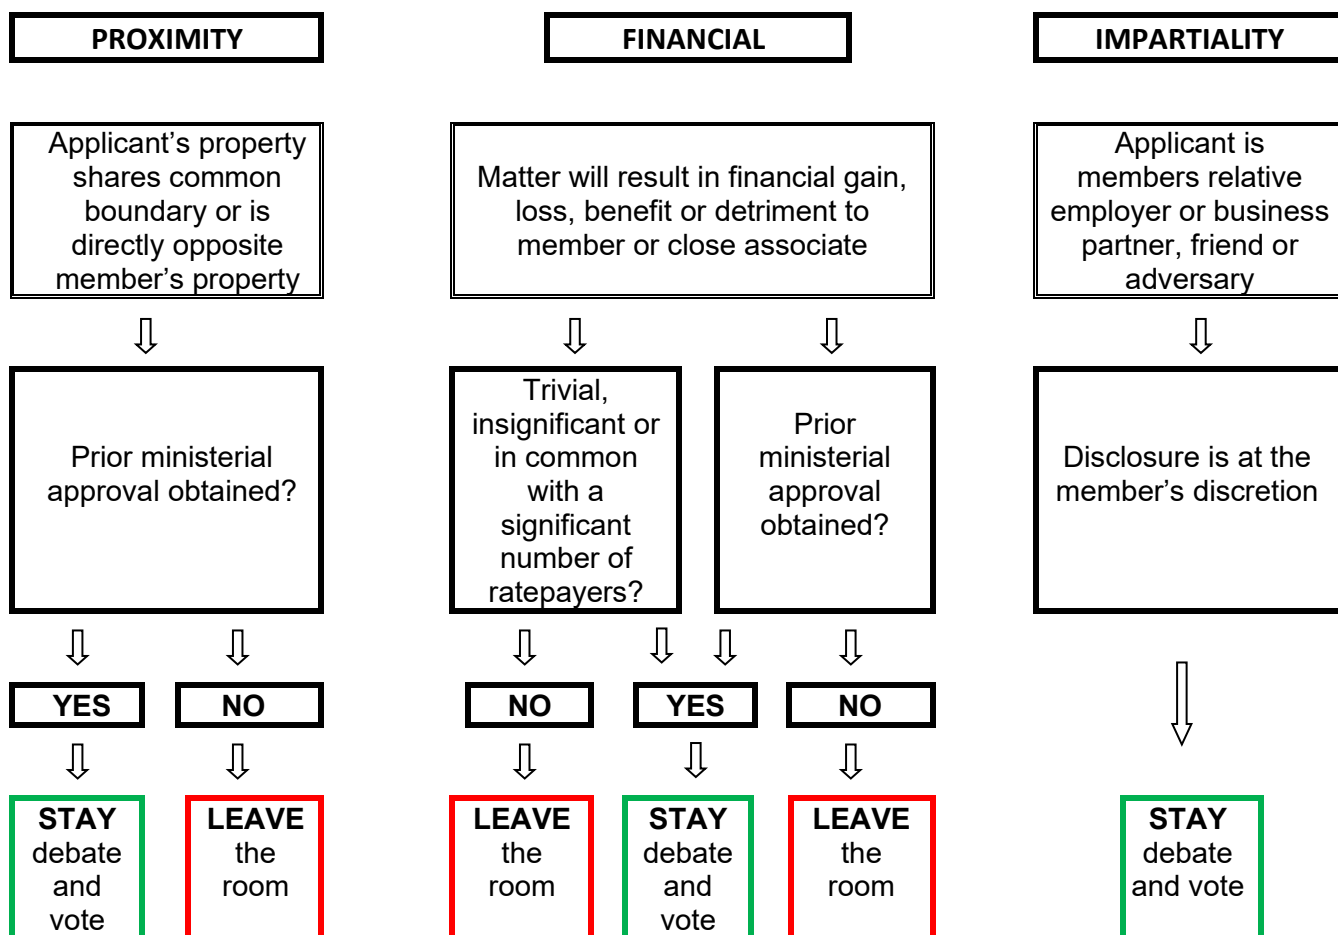 PROXIMITY
FINANCIAL
IMPARTIALITY
Applicant’s property
shares common
boundary or is
directly opposite
member’s property
Matter will result in financial gain,
loss, benefit or detriment to
member or close associate
Applicant is
members relative
employer or business
partner, friend or
adversary
Prior ministerial
approval obtained?
Trivial,
insignificant or
in common
with a
significant
number of
ratepayers?
Prior
ministerial
approval
obtained?
Disclosure is at the
member’s discretion
YES
NO
NO
YES
NO
STAY
debate
and
vote
LEAVE
the
room
LEAVE
the
room
STAY
debate
and
vote
LEAVE
the
room
STAY
debate
and vote